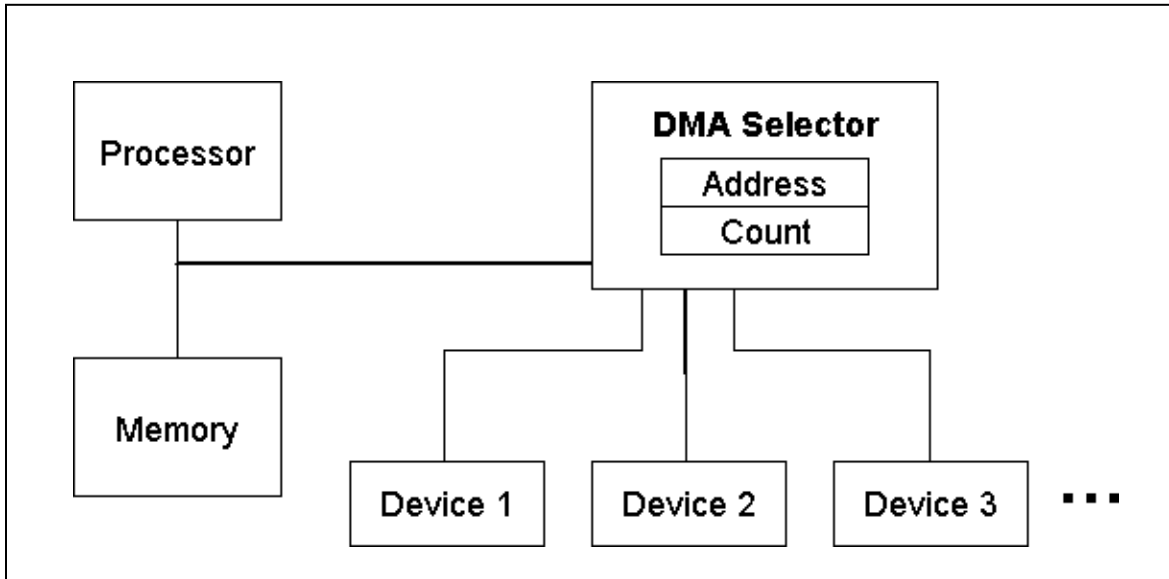 Processor
DMA Selector
Address
Count
Memory
Device 1
Device 2
Device 3
...